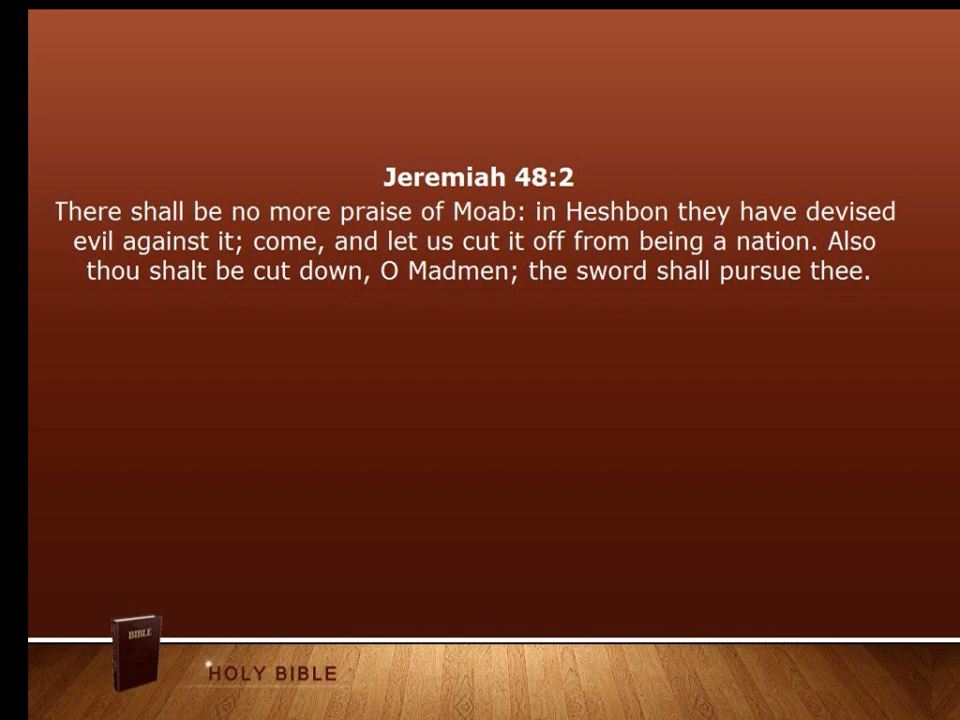 Jeremiah 48:2
There shall be no more praise of Moab: in Heshbon they have devised
evil against it; come, and let us cut it off from being a nation. Also
thou shalt be cut down, O Madmen; the sword shall pursue thee.
BIBLE
HOLY BIBLE